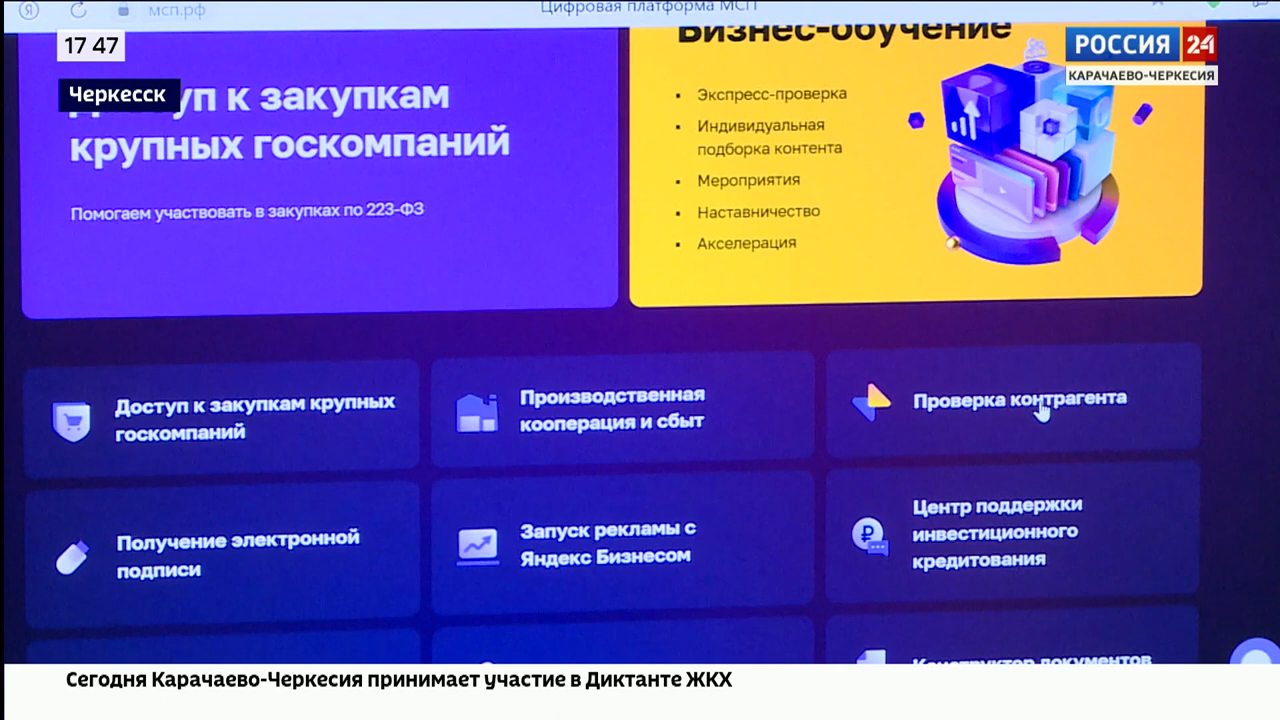 мсп.рф
Цифровая платформа МСП
17 47
Черкесск
РОССИЯ 24
КАРАЧАЕВО-ЧЕРКЕСИЯ
к закупкам
крупных госкомпаний
Помогаем участвовать в закупках по 223-ФЗ
Бизнес-обучение
▪ Экспресс-проверка
▪ Индивидуальная
подборка контента
▪ Мероприятия
▪ Наставничество
▪ Акселерация
Доступ к закупкам крупных
госкомпаний
Производственная
кооперация и сбыт
Проверка контрагента
Получение электронной
подписи
Запуск рекламы с
Яндекс Бизнесом
Центр поддержки
инвестиционного
кредитования
Конструктор документов
Сегодня Карачаево-Черкесия принимает участие в Диктанте ЖКХ